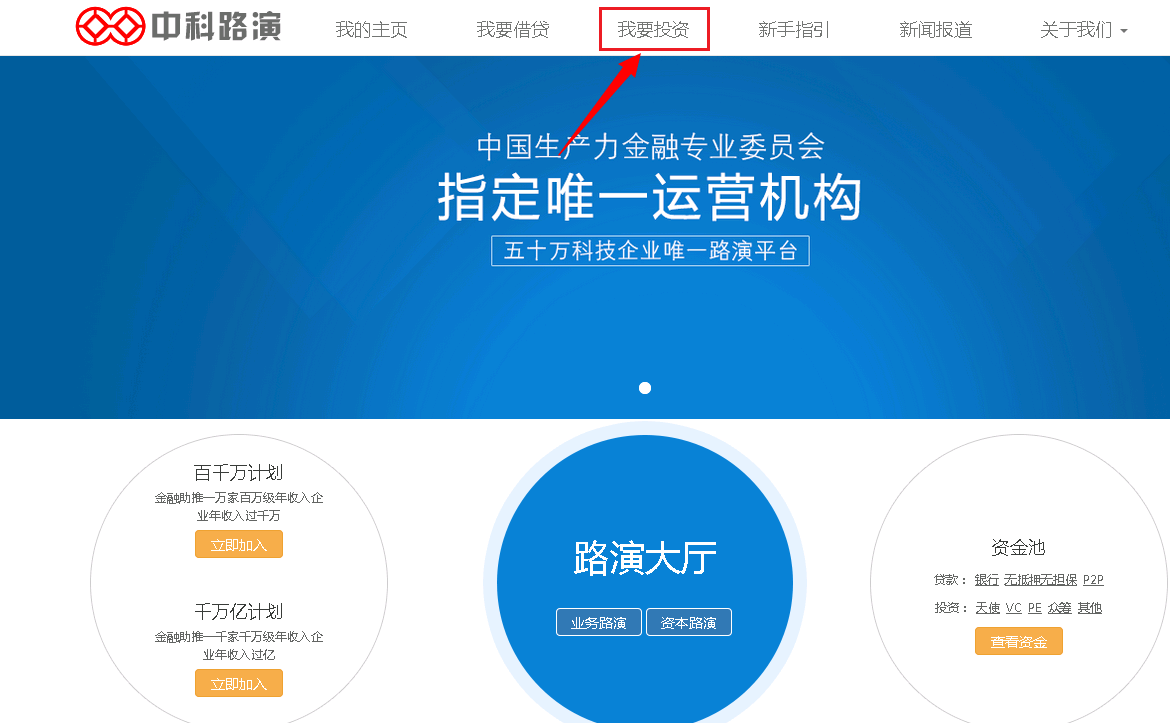 中科路演 我的主页 我要借贷 我要投资 新手指引 新闻报道 关于我们
中国生产力金融专业委员会
指定唯一运营机构
五十万科技企业唯一路演平台
百千万计划
金融助推一万家百万级年收入企
业年收入过千万
立即加入
千万亿计划
金融助推一千家千万级年收入企
业年收入过亿
立即加入
路演大厅
业务路演 资本路演
资金池
贷款： 银行 无抵押无担保 P2P
投资： 天使 VC PE 众筹 其他
查看资金